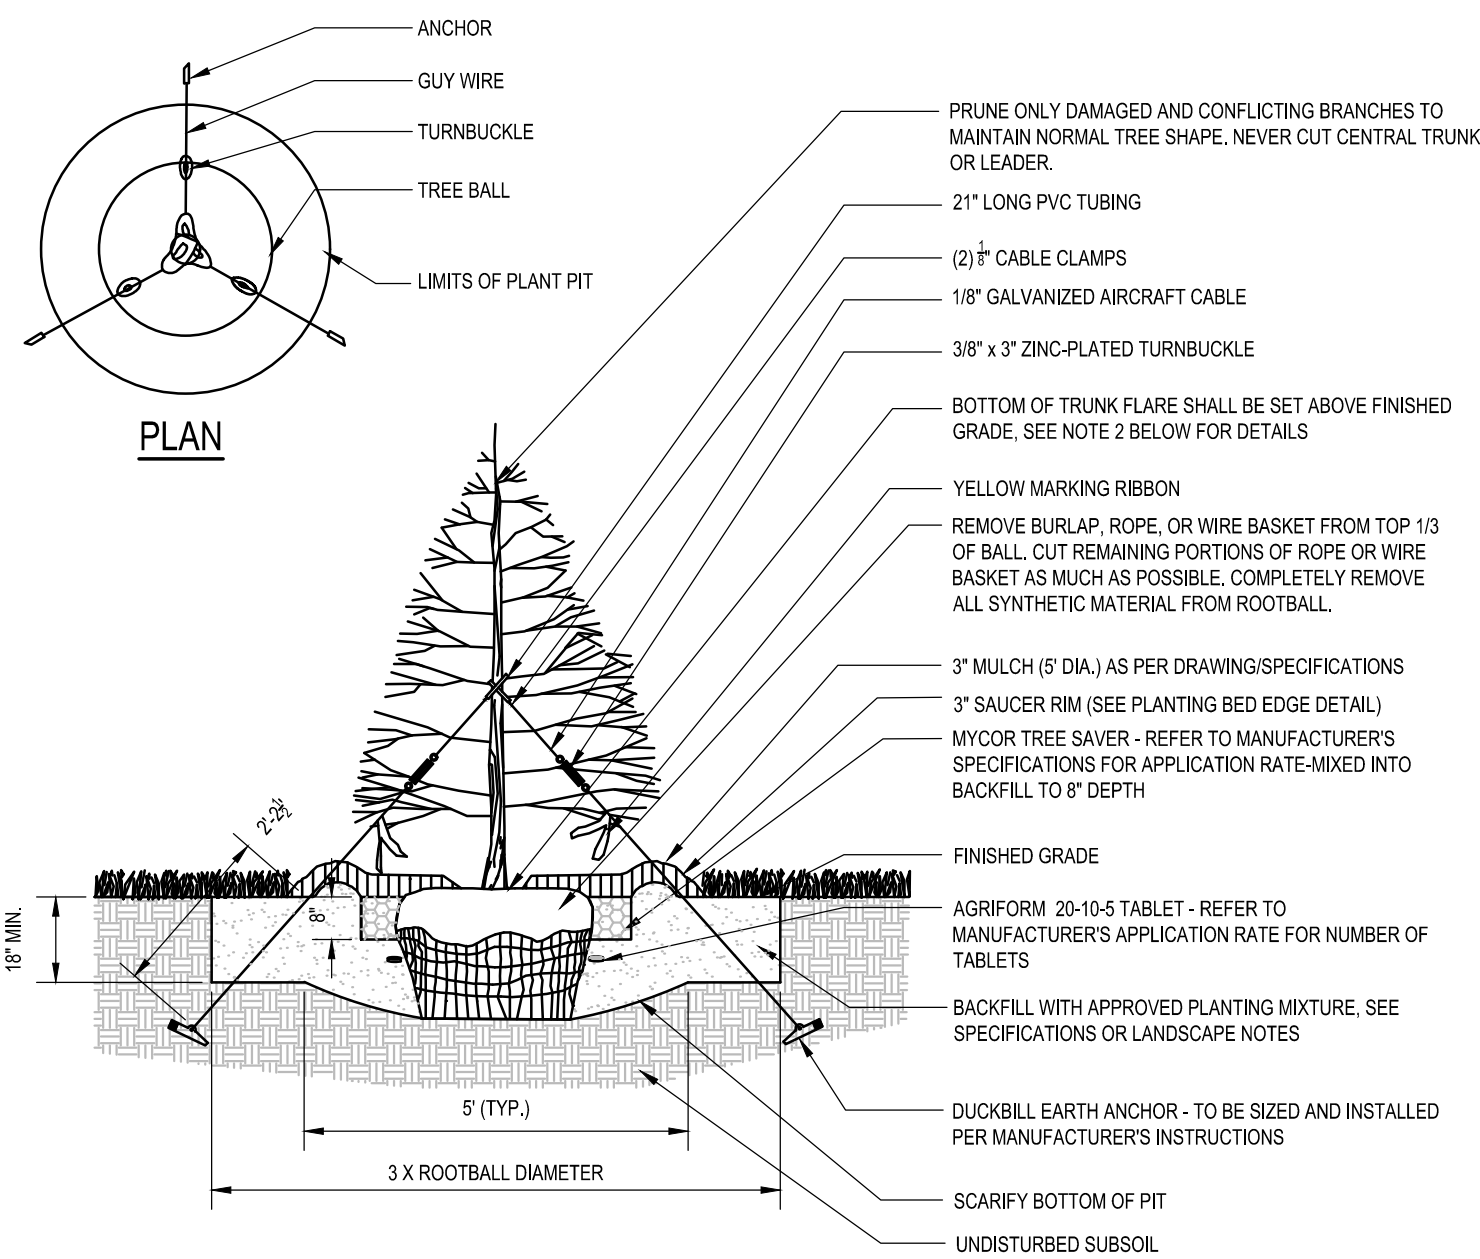 ANCHOR
GUY WIRE
TURNBUCKLE
TREE BALL
LIMITS OF PLANT PIT
PLAN
PRUNE ONLY DAMAGED AND CONFLICTING BRANCHES TO
MAINTAIN NORMAL TREE SHAPE. NEVER CUT CENTRAL TRUNK
OR LEADER.
21" LONG PVC TUBING
(2) 1/8" CABLE CLAMPS
1/8" GALVANIZED AIRCRAFT CABLE
3/8" x 3" ZINC-PLATED TURNBUCKLE
BOTTOM OF TRUNK FLARE SHALL BE SET ABOVE FINISHED
GRADE, SEE NOTE 2 BELOW FOR DETAILS
YELLOW MARKING RIBBON
REMOVE BURLAP, ROPE, OR WIRE BASKET FROM TOP 1/3
OF BALL. CUT REMAINING PORTIONS OF ROPE OR WIRE
BASKET AS MUCH AS POSSIBLE. COMPLETELY REMOVE
ALL SYNTHETIC MATERIAL FROM ROOTBALL.
3" MULCH (5' DIA.) AS PER DRAWING/SPECIFICATIONS
3" SAUCER RIM (SEE PLANTING BED EDGE DETAIL)
MYCOR TREE SAVER - REFER TO MANUFACTURER'S
SPECIFICATIONS FOR APPLICATION RATE-MIXED INTO
BACKFILL TO 8" DEPTH
FINISHED GRADE
AGRIFORM 20-10-5 TABLET - REFER TO
MANUFACTURER'S APPLICATION RATE FOR NUMBER OF
TABLETS
BACKFILL WITH APPROVED PLANTING MIXTURE, SEE
SPECIFICATIONS OR LANDSCAPE NOTES
DUCKBILL EARTH ANCHOR - TO BE SIZED AND INSTALLED
PER MANUFACTURER'S INSTRUCTIONS
SCARIFY BOTTOM OF PIT
UNDISTURBED SUBSOIL
2'-2 1/2'
18" MIN.
8"
5' (TYP.)
3 X ROOTBALL DIAMETER